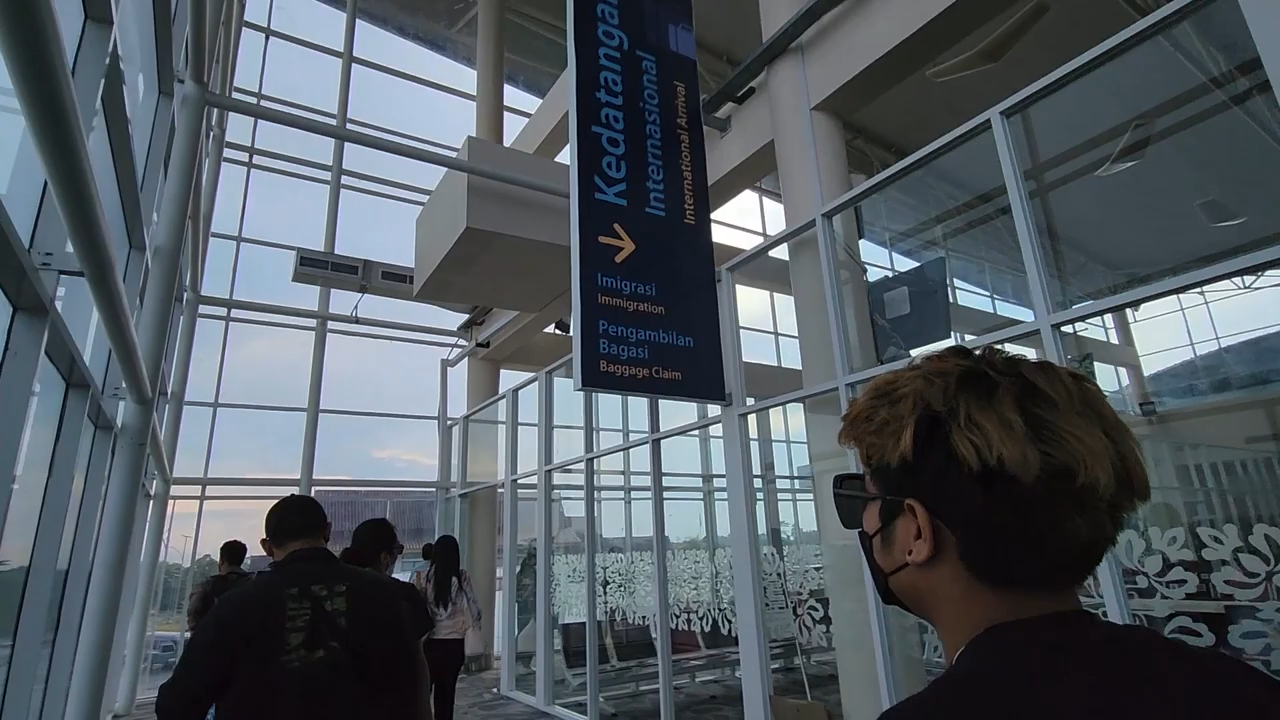 Kedatangan
Internasional
International Arrival
Imigrasi
Immigration
Pengambilan
Bagasi
Baggage Claim